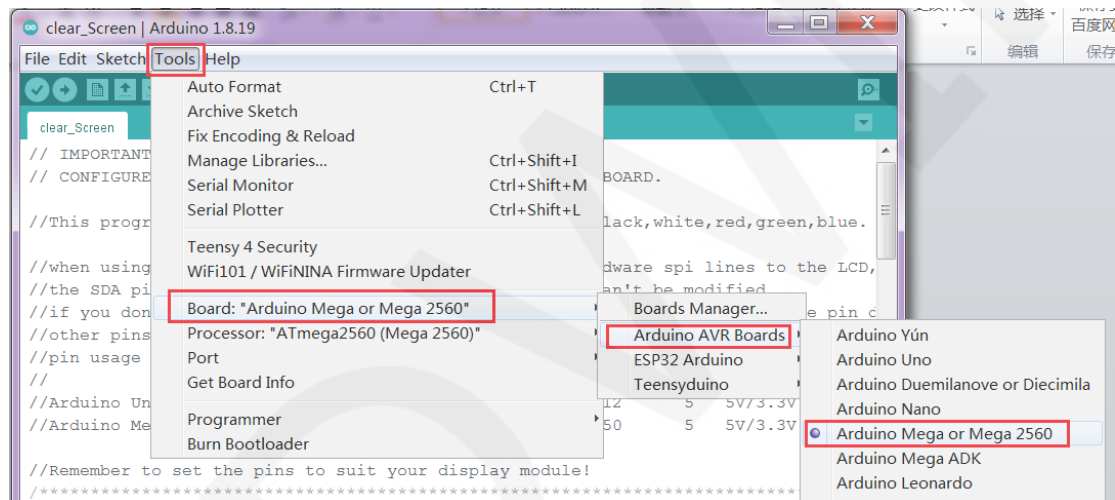 clear_Screen | Arduino 1.8.19
选择
百度网
编辑
保存
File Edit Sketch Tools Help
clear_Screen
Auto Format Ctrl+T
Archive Sketch
Fix Encoding & Reload
Manage Libraries... Ctrl+Shift+I
Serial Monitor Ctrl+Shift+M
Serial Plotter Ctrl+Shift+L
Teensy 4 Security
WiFi101 / WiFiNINA Firmware Updater
Board: "Arduino Mega or Mega 2560"
Processor: "ATmega2560 (Mega 2560)"
Port
Get Board Info
Programmer
Burn Bootloader
Boards Manager...
Arduino AVR Boards
ESP32 Arduino
Teensyduino
Arduino Yún
Arduino Uno
Arduino Duemilanove or Diecimila
Arduino Nano
Arduino Mega or Mega 2560
Arduino Mega ADK
Arduino Leonardo
// IMPORTANT
// CONFIGURE BOARD.
//This progr lack,white,red,green,blue.
//when using dware spi lines to the LCD,
//the SDA pi an't be modified
//if you don e pin d
//other pins
//pin usage
//
//Arduino Un 12 5 5V/3.3V
//Arduino Me 50 5 5V/3.3V
//Remember to set the pins to suit your display module!